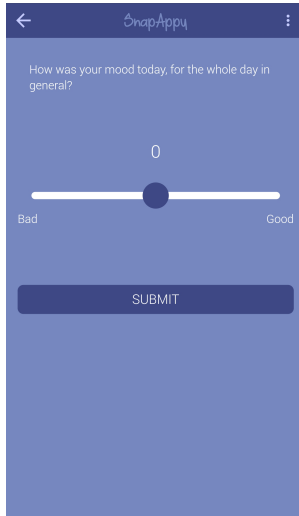 SnapAppy
How was your mood today, for the whole day in
general?
0
Bad
Good
SUBMIT